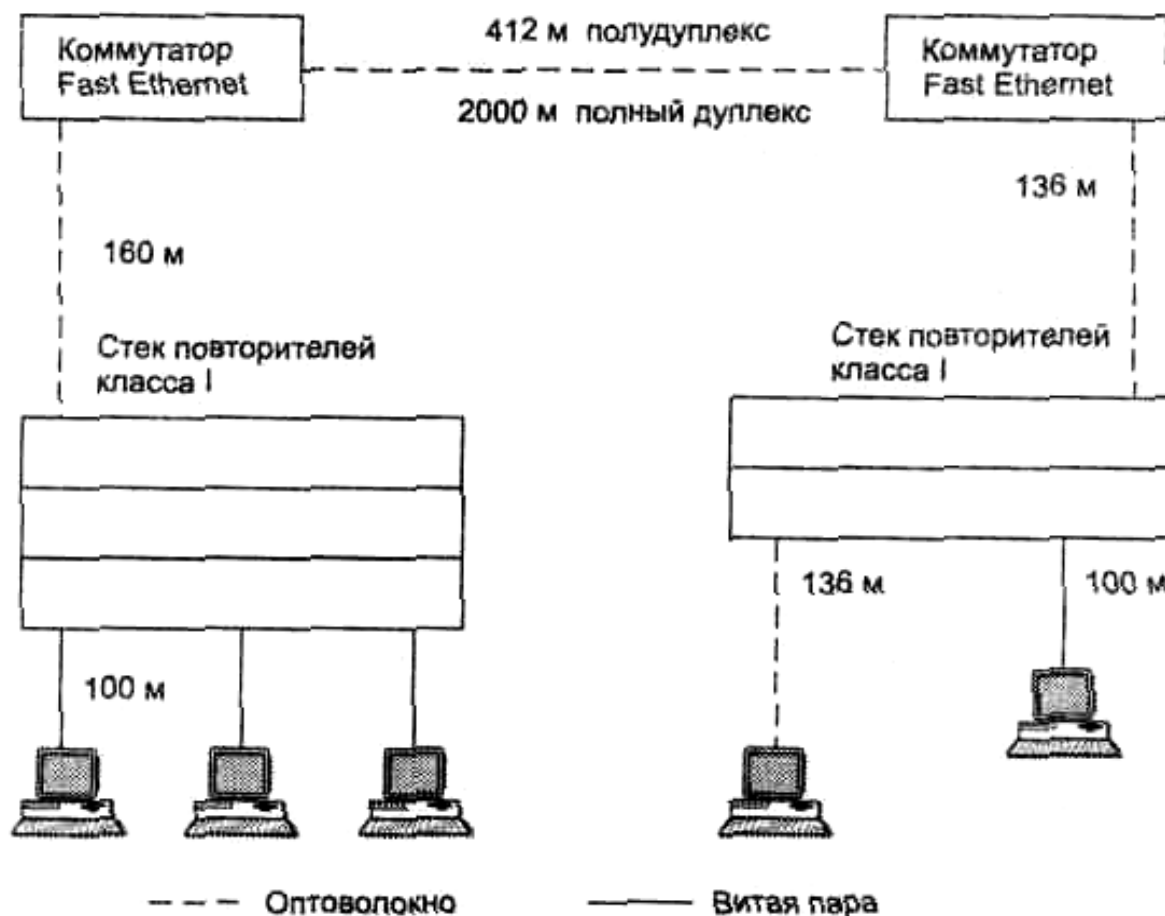 Коммутатор
Fast Ethernet
412 м полудуплекс
2000 м полный дуплекс
Коммутатор
Fast Ethernet
136 м
160 м
Стек повторителей
класса I
Стек повторителей
класса I
136 м
100 м
100 м
Оптоволокно
Витая пара